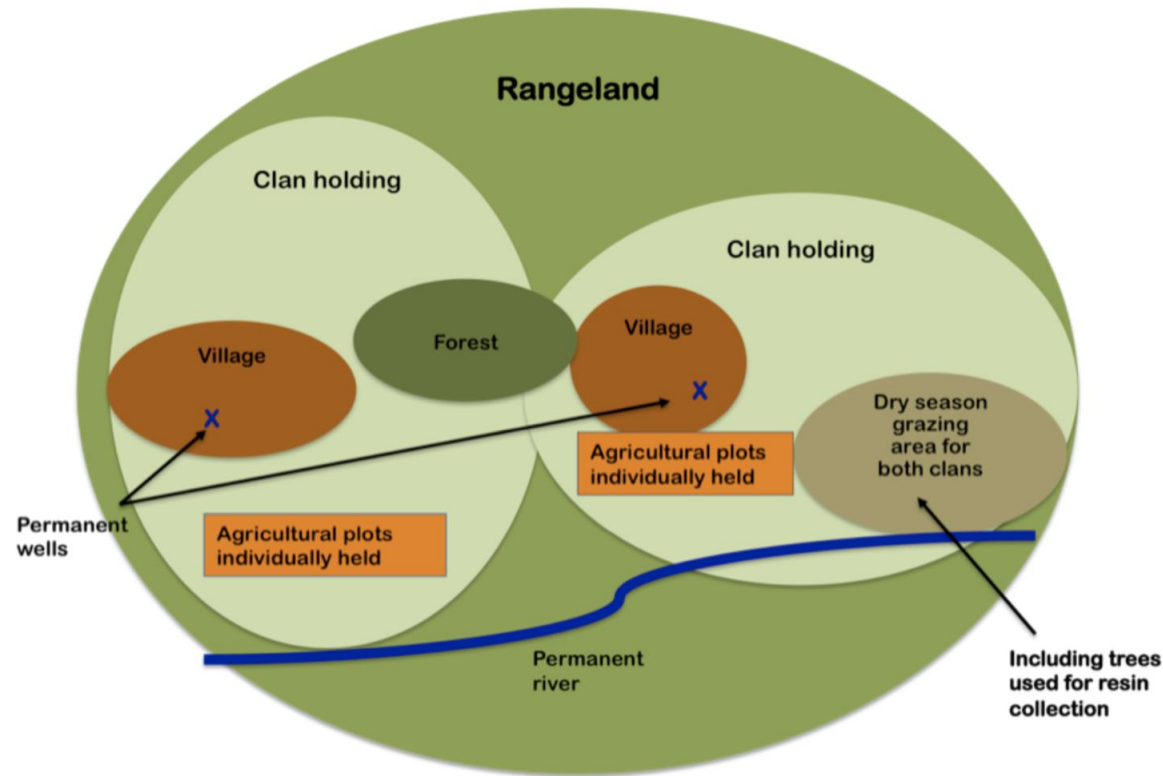 Rangeland
Clan holding
Clan holding
Village
Forest
Village
X
X
Dry season
grazing
area for
both clans
Agricultural plots
individually held
Permanent
wells
Agricultural plots
individually held
Permanent
river
Including trees
used for resin
collection